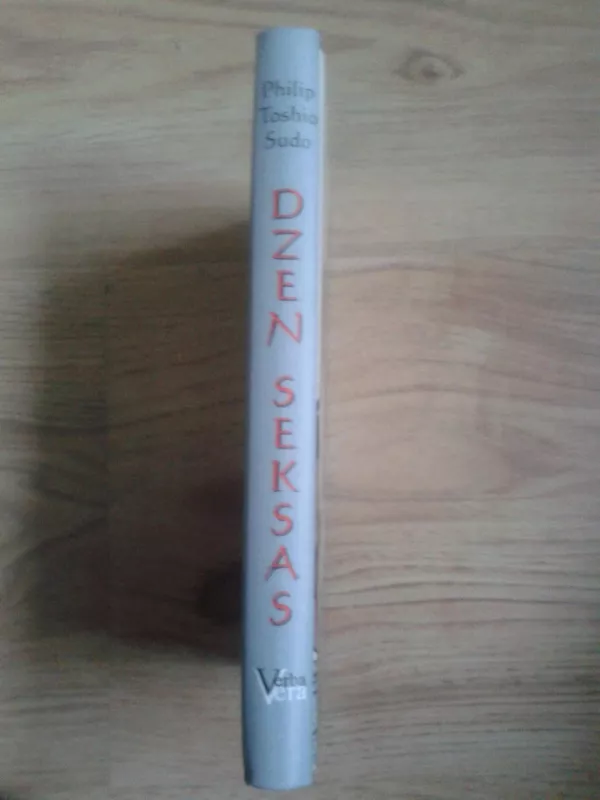 Philip
Toshio
Sudo
DZEN SEKSAS
Verba
Vera